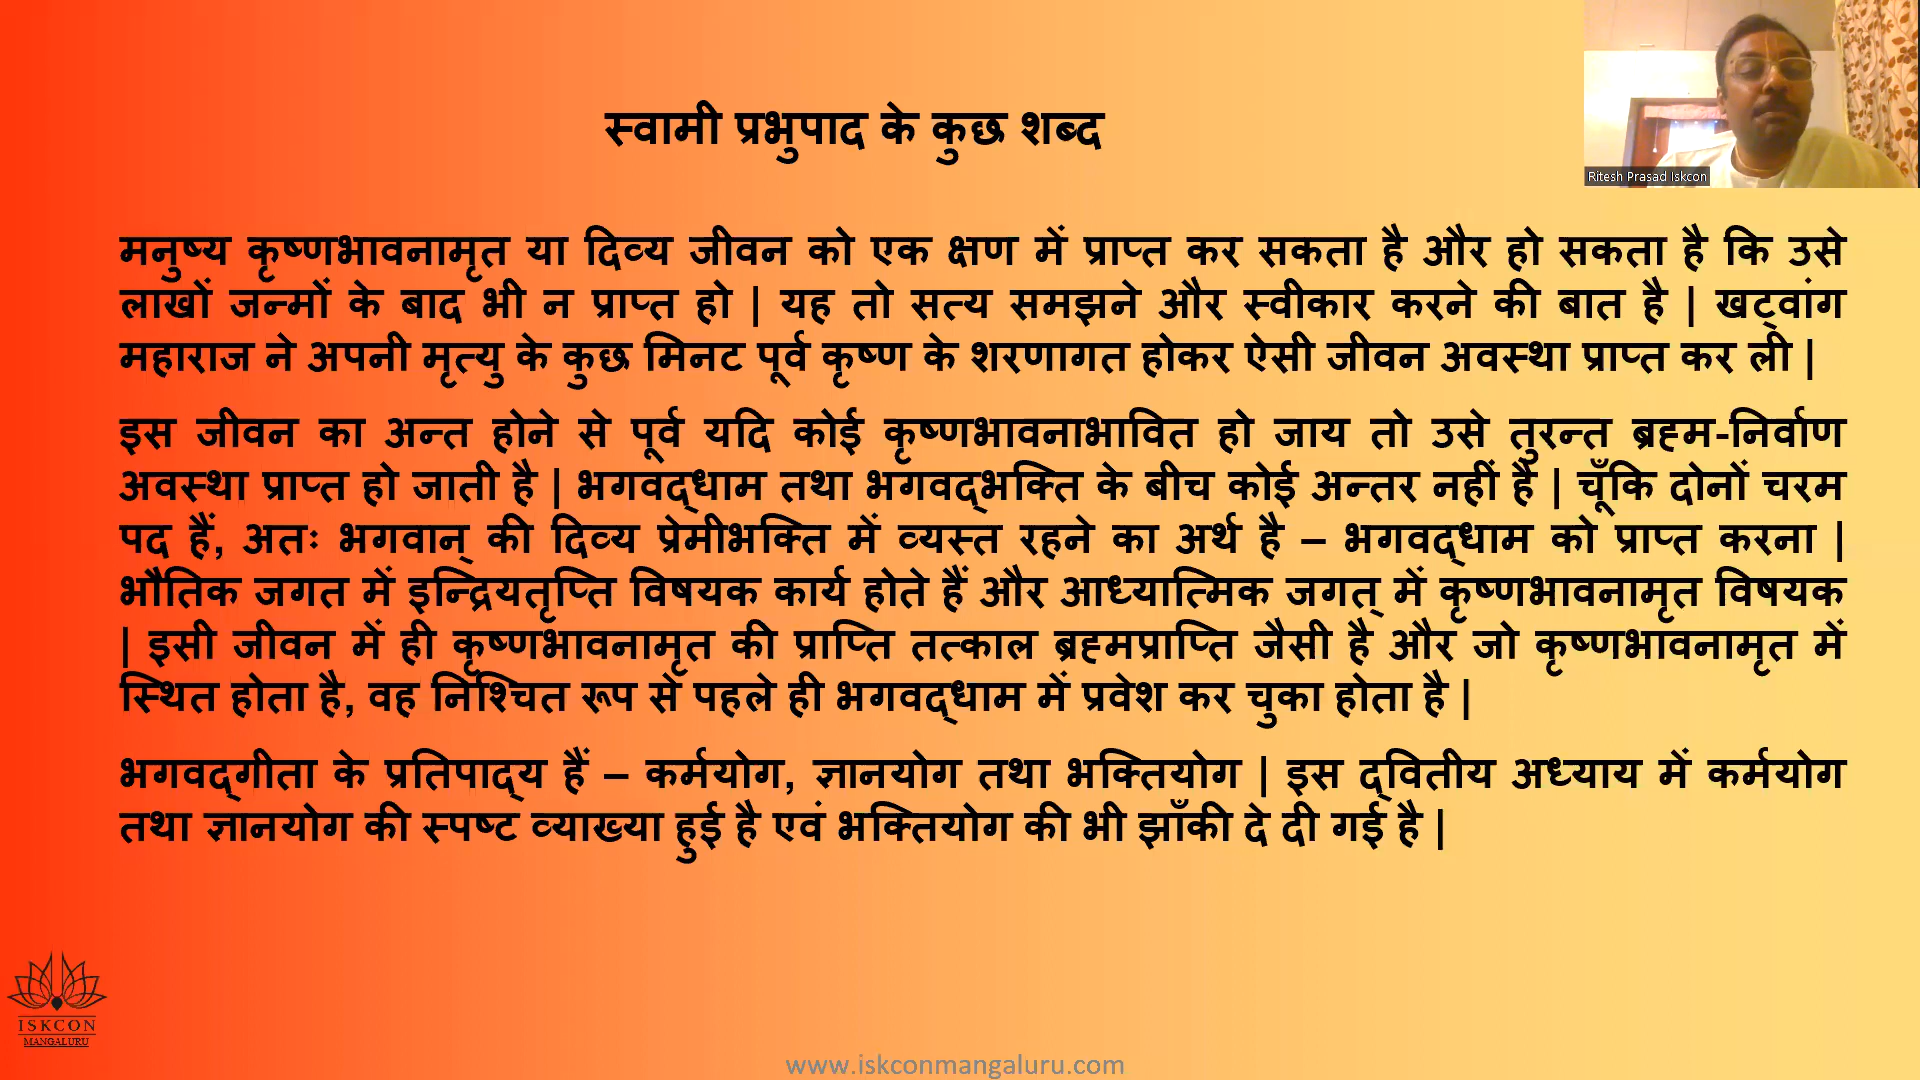 स्वामी प्रभुपाद के कुछ शब्द
Ritesh Prasad Iskcon
मनुष्य कृष्णभावनामृत या दिव्य जीवन को एक क्षण में प्राप्त कर सकता है और हो सकता है कि उसे
लाखों जन्मों के बाद भी न प्राप्त हो | यह तो सत्य समझने और स्वीकार करने की बात है | खट्वांग
महाराज ने अपनी मृत्यु के कुछ मिनट पूर्व कृष्ण के शरणागत होकर ऐसी जीवन अवस्था प्राप्त कर ली |
इस जीवन का अन्त होने से पूर्व यदि कोई कृष्णभावनाभावित हो जाय तो उसे तुरन्त ब्रह्म-निर्वाण
अवस्था प्राप्त हो जाती है | भगवद्धाम तथा भगवद्भक्ति के बीच कोई अन्तर नहीं है | चूँकि दोनों चरम
पद हैं, अतः भगवान् की दिव्य प्रेमीभक्ति में व्यस्त रहने का अर्थ है – भगवद्धाम को प्राप्त करना |
भौतिक जगत में इन्द्रियतृप्ति विषयक कार्य होते हैं और आध्यात्मिक जगत् में कृष्णभावनामृत विषयक
| इसी जीवन में ही कृष्णभावनामृत की प्राप्ति तत्काल ब्रह्मप्राप्ति जैसी है और जो कृष्णभावनामृत में
स्थित होता है, वह निश्चित रूप से पहले ही भगवद्धाम में प्रवेश कर चुका होता है |
भगवद्गीता के प्रतिपाद्य हैं – कर्मयोग, ज्ञानयोग तथा भक्तियोग | इस द्वितीय अध्याय में कर्मयोग
तथा ज्ञानयोग की स्पष्ट व्याख्या हुई है एवं भक्तियोग की भी झाँकी दे दी गई है |
ISKCON
MANGALURU
www.iskconmangaluru.com